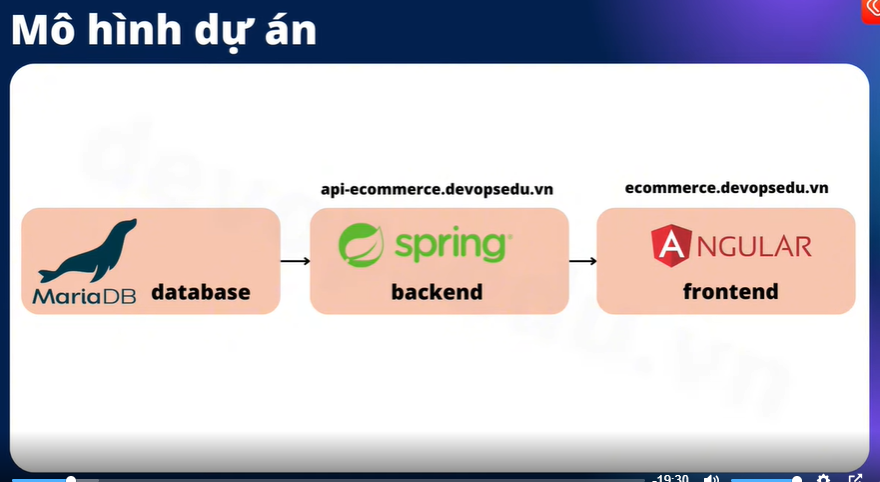 Mô hình dự án
api-ecommerce.devopsedu.vn
ecommerce.devopsedu.vn
MariaDB database
spring
backend
ANGULAR
frontend
-19:30